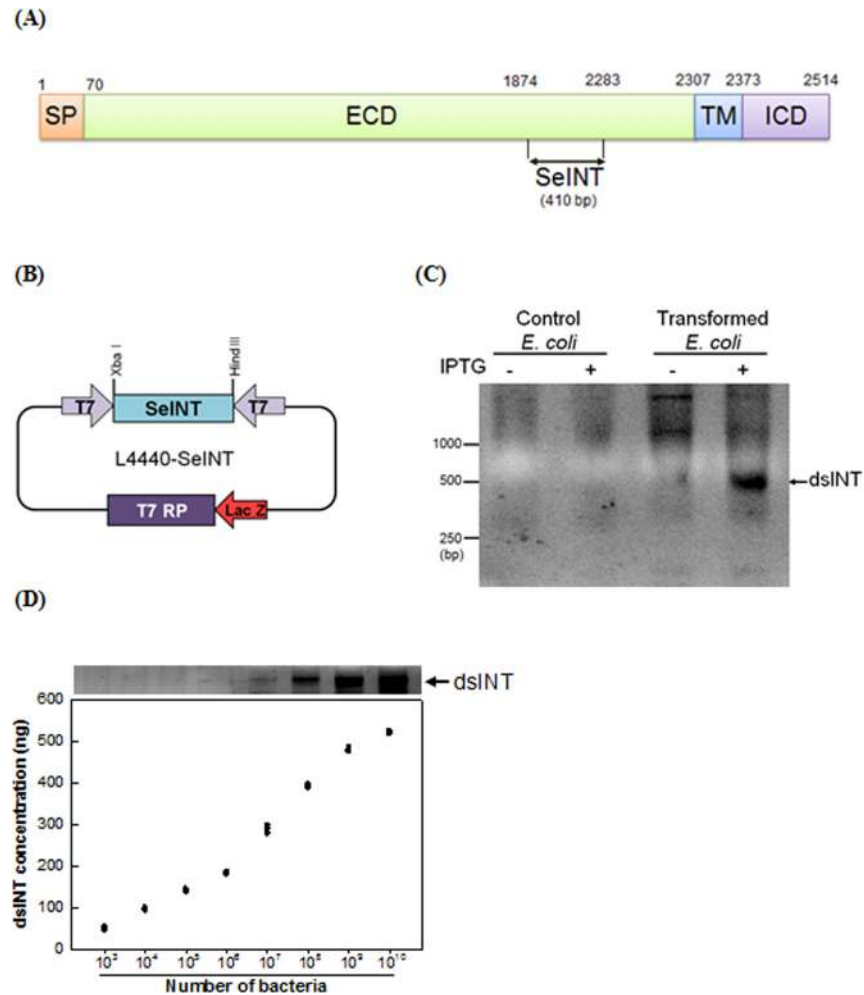 (A)
1 70 1874 2283 2307 2373 2514
SP ECD TM ICD
SeINT
(410 bp)
(B)
Xba I Hind III
T7 SeINT T7
L4440-SeINT
T7 RP Lac Z
(C)
Control Transformed
E. coli E. coli
IPTG - + - +
1000
500
dsINT
250
(bp)
(D)
dsINT
600
500
400
300
200
100
0
dsINT concentration (ng)
10³ 10⁴ 10⁵ 10⁶ 10⁷ 10⁸ 10⁹ 10¹⁰
Number of bacteria